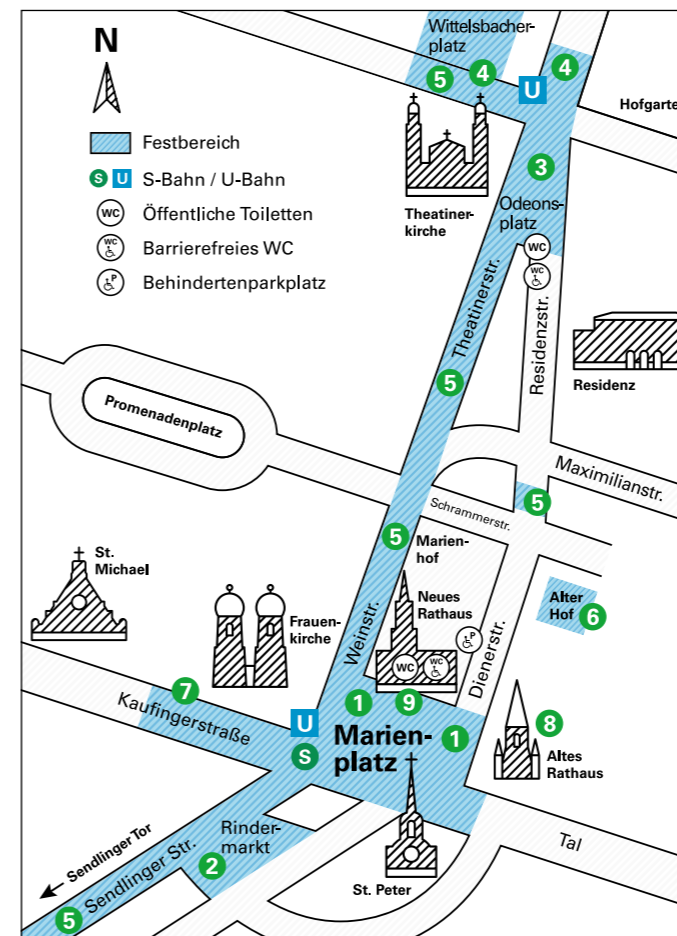 N
Festbereich
S U S-Bahn / U-Bahn
WC Öffentliche Toiletten
WC Barrierefreies WC
P Behindertenparkplatz
Wittelsbacher-
platz
5
4
U
4
Hofgarte
3
Theatiner-
kirche
Odeons-
platz
WC
WC
Theatinerstr.
Residenzstr.
5
Residenz
Promenadenplatz
Maximilianstr.
5
Schrammerstr.
5
Marien-
hof
St.
Michael
Frauen-
kirche
Weinstr.
Neues
Rathaus
WC
WC
P
Dienerstr.
Alter
Hof
6
7
Kaufingerstraße
U
S
1
9
Marien-
platz
1
8
Altes
Rathaus
Sendlinger Tor
Sendlinger Str.
Rinder-
markt
2
5
St. Peter
Tal